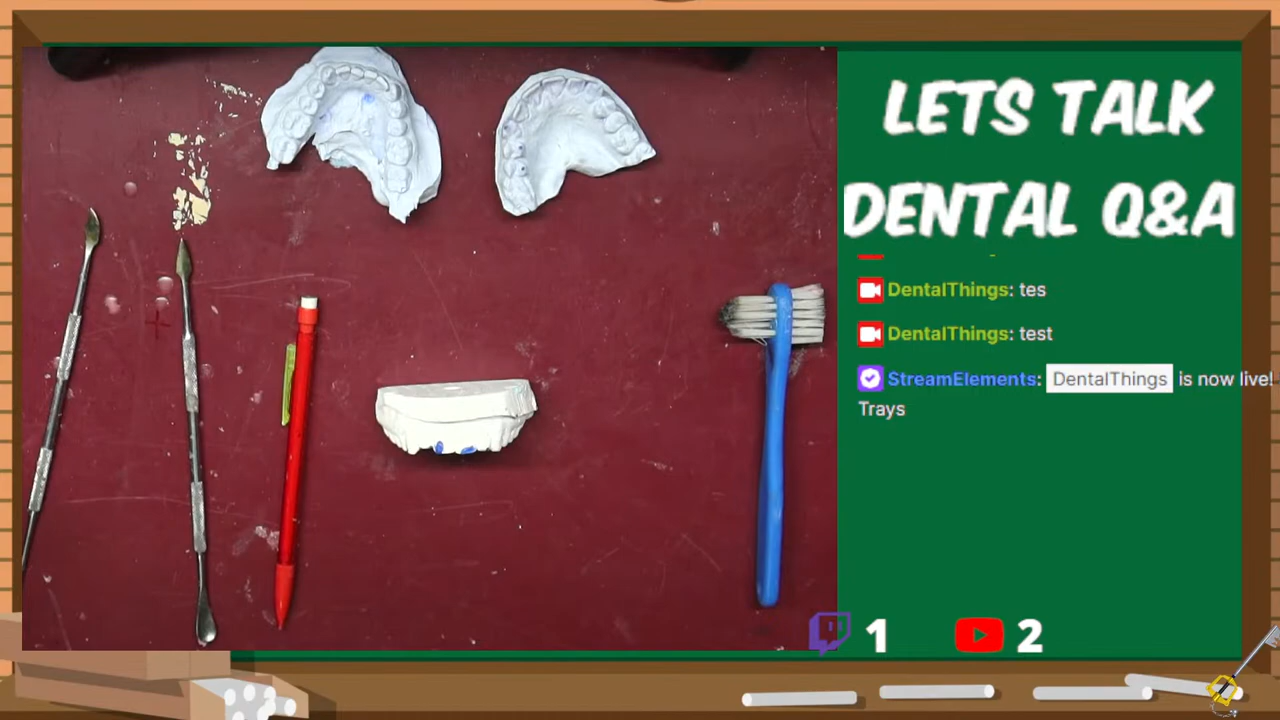 LETS TALK
DENTAL Q&A
DentalThings: tes
DentalThings: test
StreamElements: DentalThings is now live!
Trays
1 2